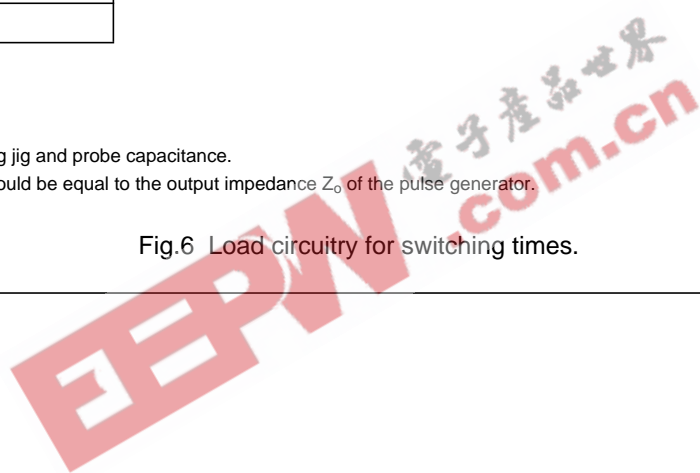 g jig and probe capacitance.
ould be equal to the output impedance Zo of the pulse generator.
Fig.6 Load circuitry for switching times.
EEPW .com.cn
电子产品世界